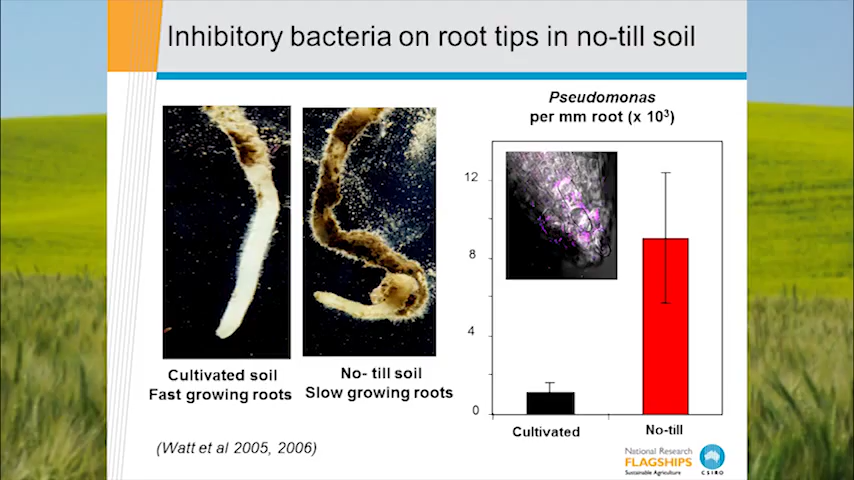 Inhibitory bacteria on root tips in no-till soil
Pseudomonas
per mm root (x 10³)
12
8
4
0
Cultivated
No-till
Cultivated soil
Fast growing roots
No- till soil
Slow growing roots
(Watt et al 2005, 2006)
National Research
FLAGSHIPS
Sustainable Agriculture
CSIRO